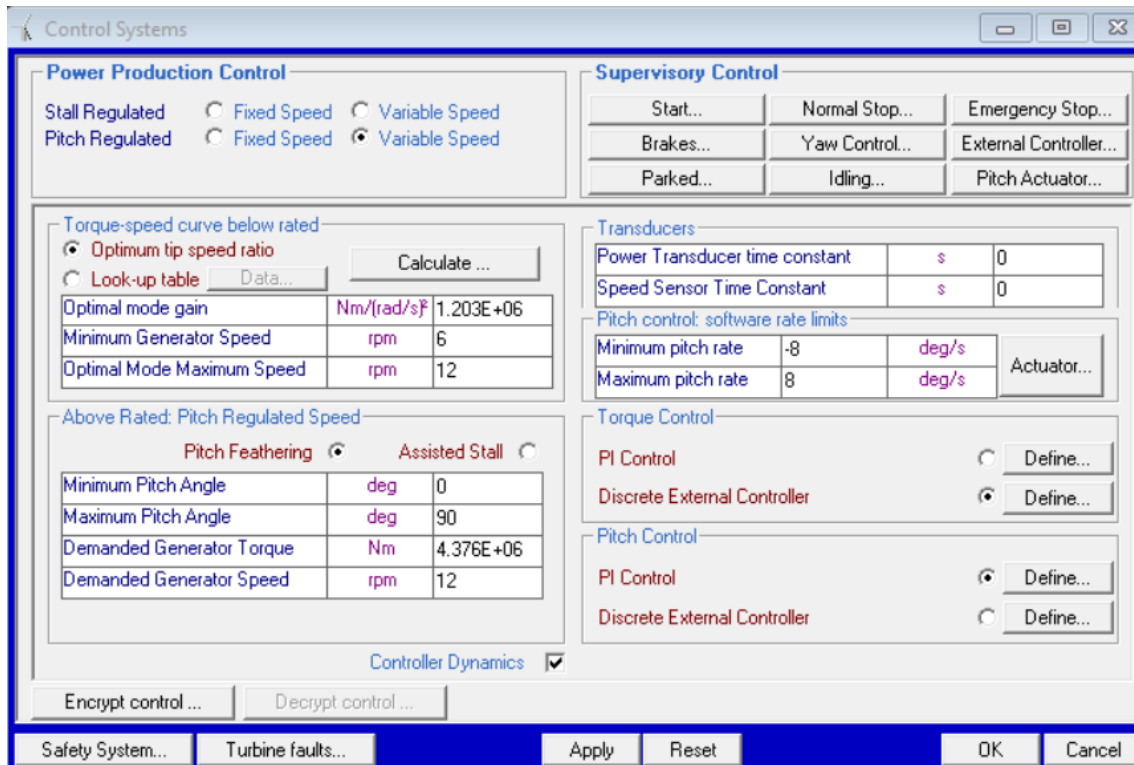 Control Systems
Power Production Control
Stall Regulated Fixed Speed Variable Speed
Pitch Regulated Fixed Speed Variable Speed
Supervisory Control
Start... Normal Stop... Emergency Stop...
Brakes... Yaw Control... External Controller...
Parked... Idling... Pitch Actuator...
Torque-speed curve below rated
Optimum tip speed ratio
Calculate ...
Look-up table Data...
Optimal mode gain Nm/(rad/s)² 1.203E+06
Minimum Generator Speed rpm 6
Optimal Mode Maximum Speed rpm 12
Above Rated: Pitch Regulated Speed
Pitch Feathering Assisted Stall
Minimum Pitch Angle deg 0
Maximum Pitch Angle deg 90
Demanded Generator Torque Nm 4.376E+06
Demanded Generator Speed rpm 12
Transducers
Power Transducer time constant s 0
Speed Sensor Time Constant s 0
Pitch control: software rate limits
Minimum pitch rate -8 deg/s
Maximum pitch rate 8 deg/s
Actuator...
Torque Control
PI Control Define...
Discrete External Controller Define...
Pitch Control
PI Control Define...
Discrete External Controller Define...
Controller Dynamics
Encrypt control ... Decrypt control ...
Safety System... Turbine faults... Apply Reset OK Cancel